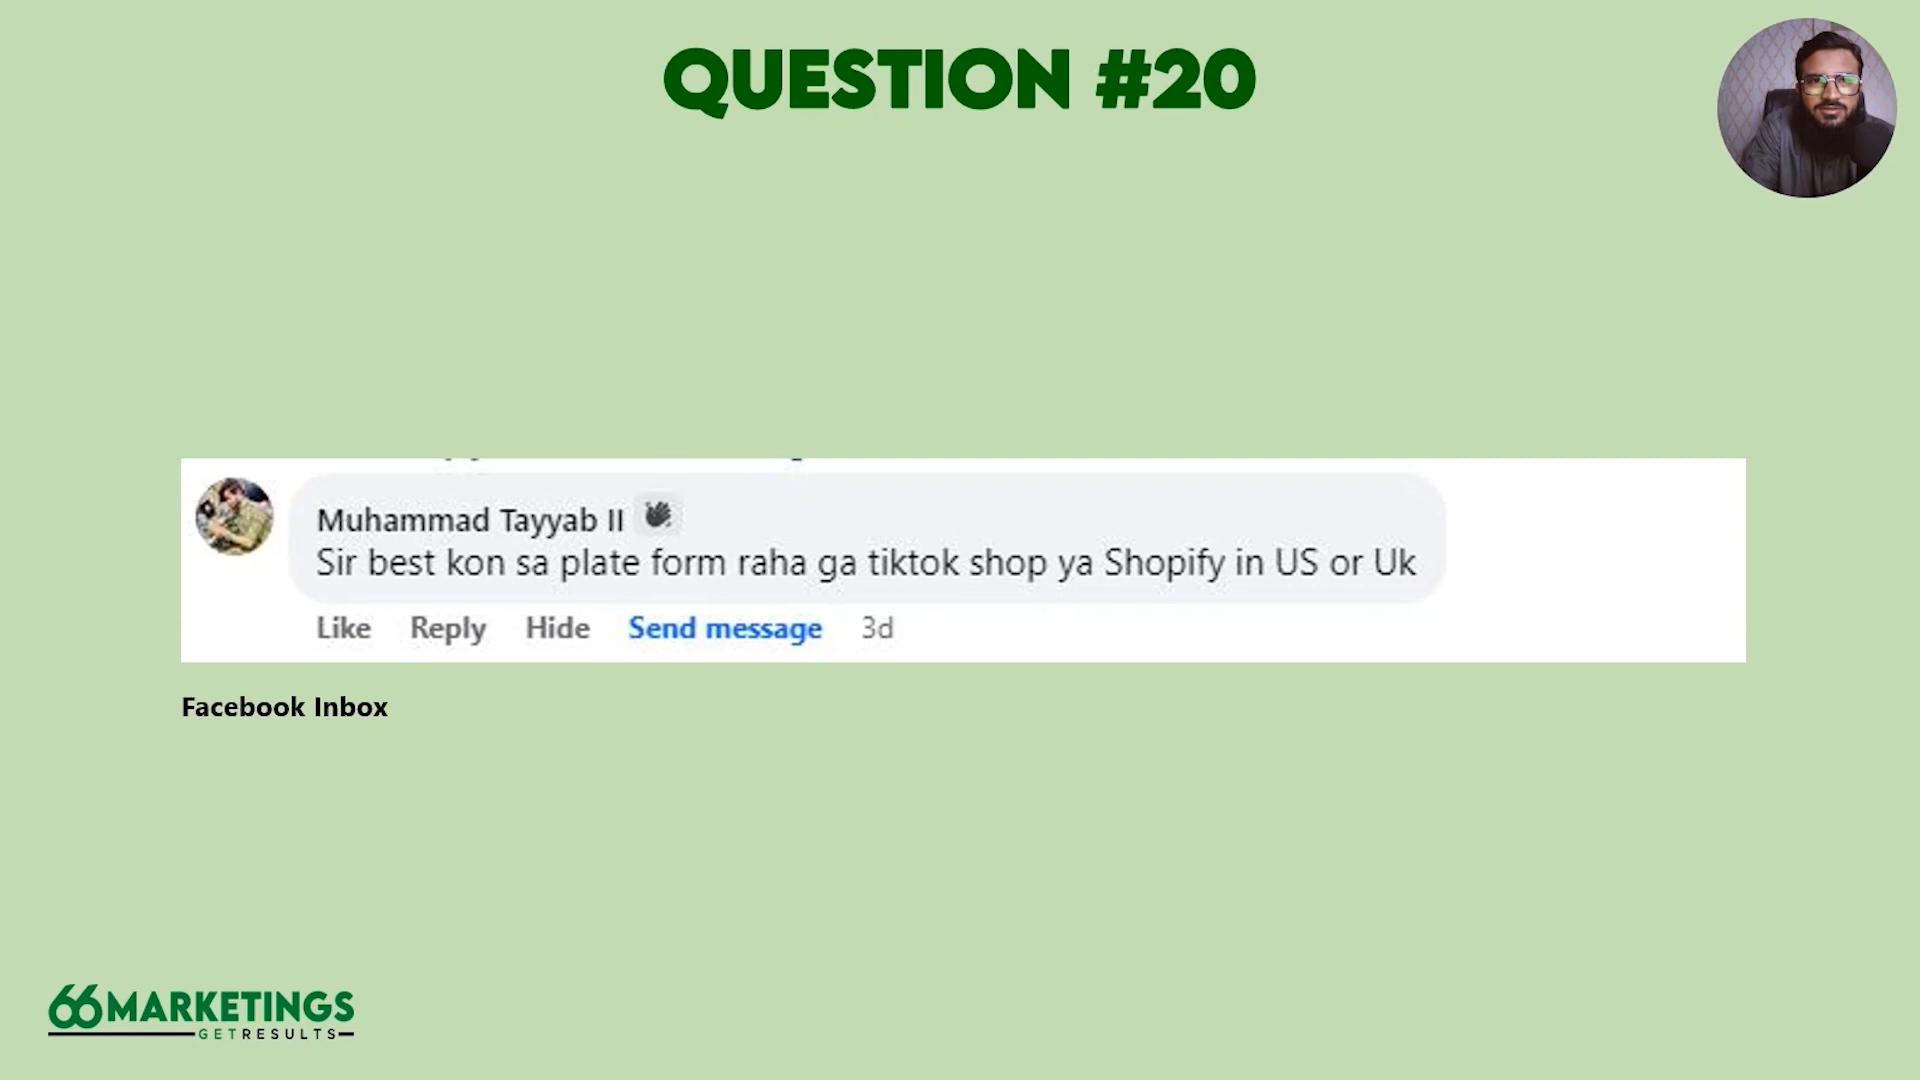 QUESTION #20
Muhammad Tayyab II
Sir best kon sa plate form raha ga tiktok shop ya Shopify in US or Uk
Like Reply Hide Send message 3d
Facebook Inbox
66MARKETINGS
GETRESULTS